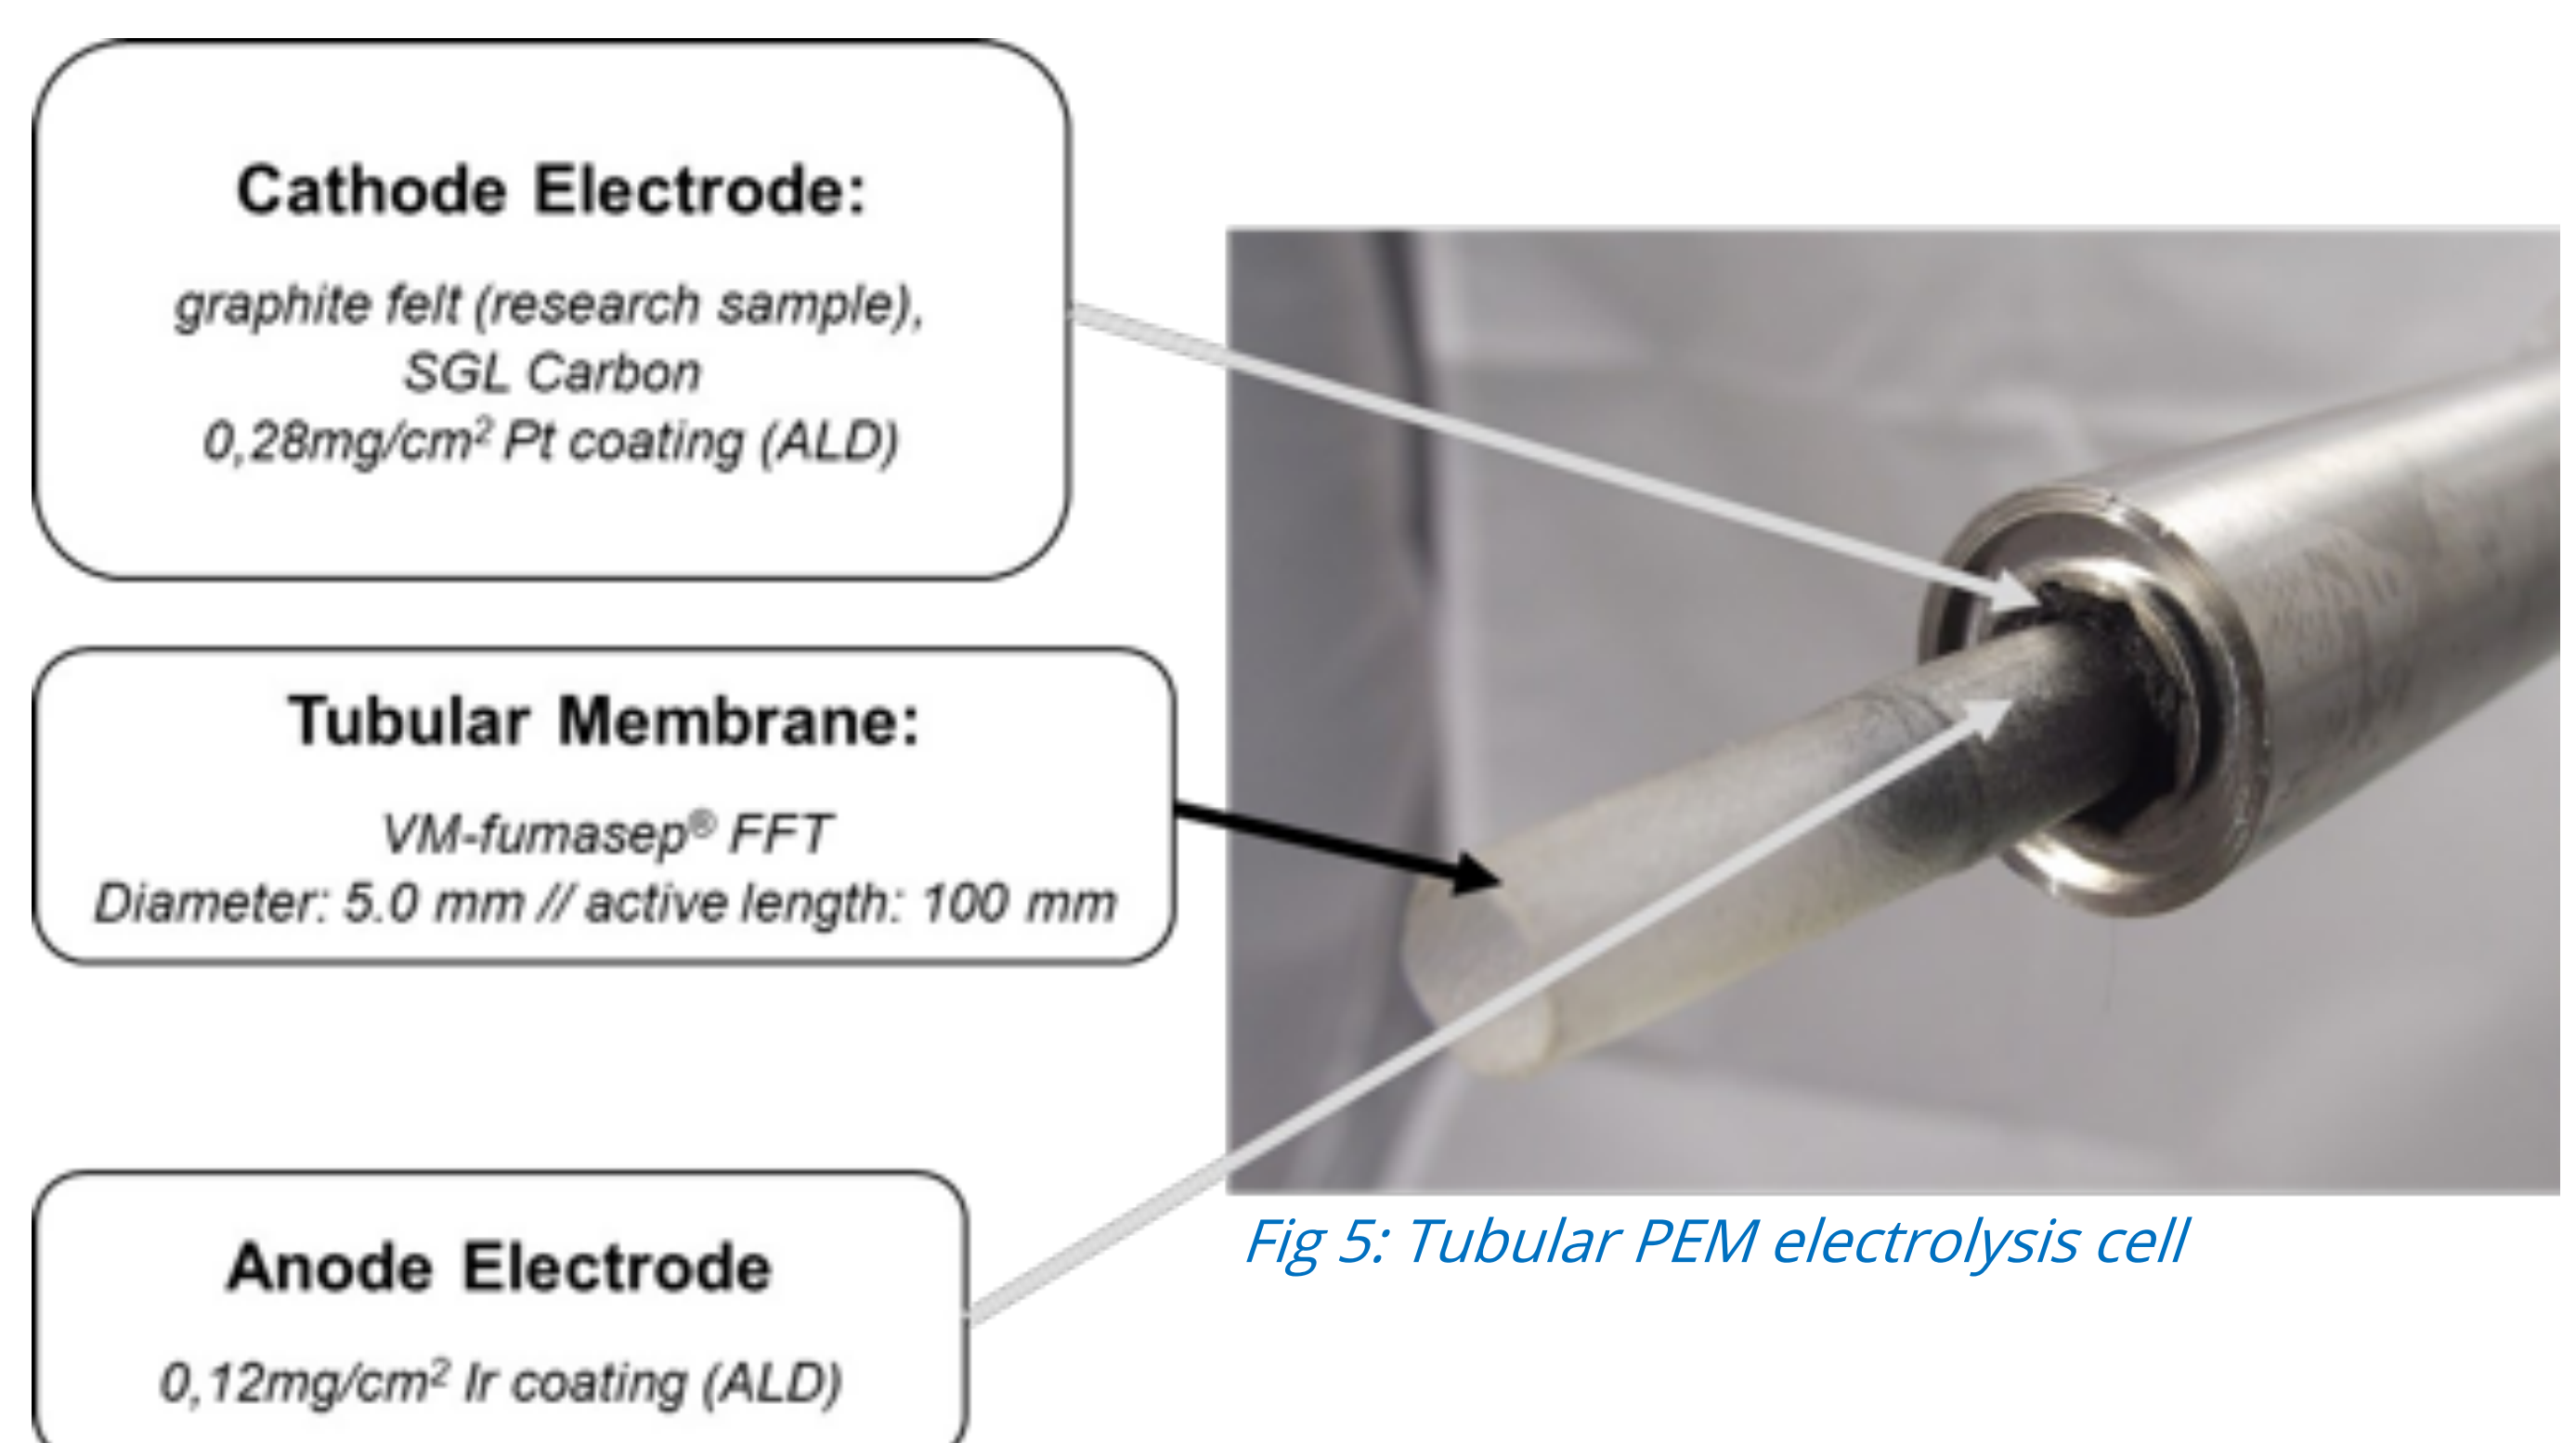 Cathode Electrode:
graphite felt (research sample),
SGL Carbon
0,28mg/cm² Pt coating (ALD)
Tubular Membrane:
VM-fumasep® FFT
Diameter: 5.0 mm // active length: 100 mm
Anode Electrode
0,12mg/cm² Ir coating (ALD)
Fig 5: Tubular PEM electrolysis cell